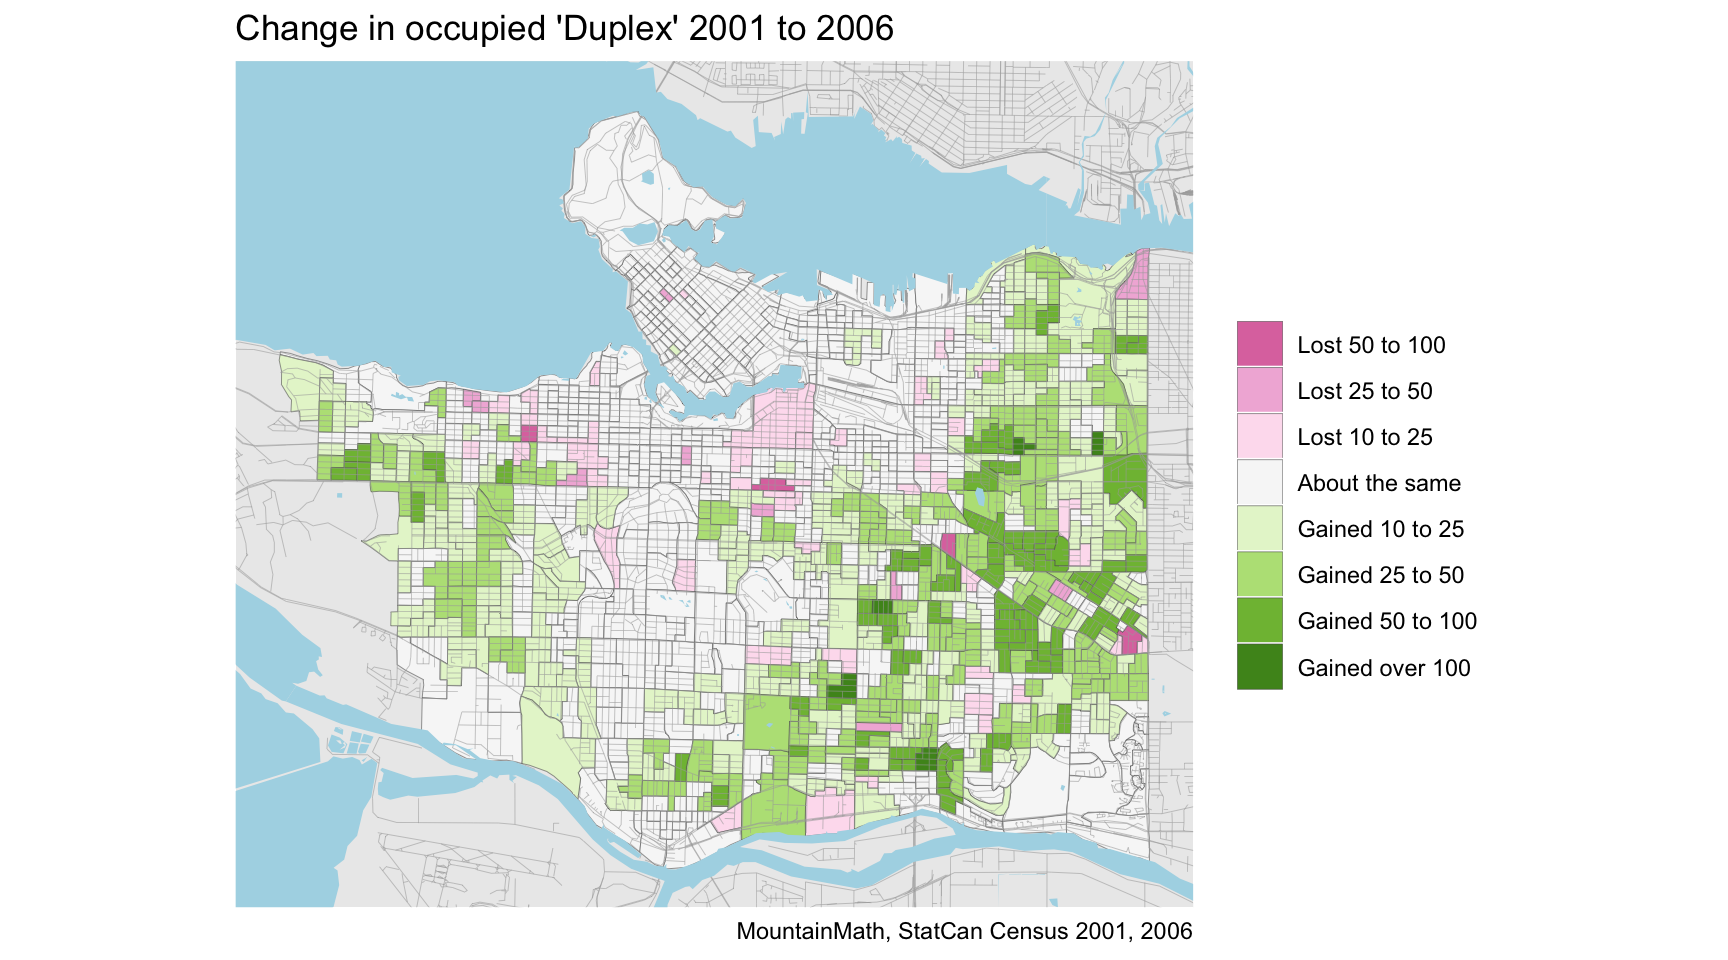 Change in occupied 'Duplex' 2001 to 2006
Lost 50 to 100
Lost 25 to 50
Lost 10 to 25
About the same
Gained 10 to 25
Gained 25 to 50
Gained 50 to 100
Gained over 100
MountainMath, StatCan Census 2001, 2006